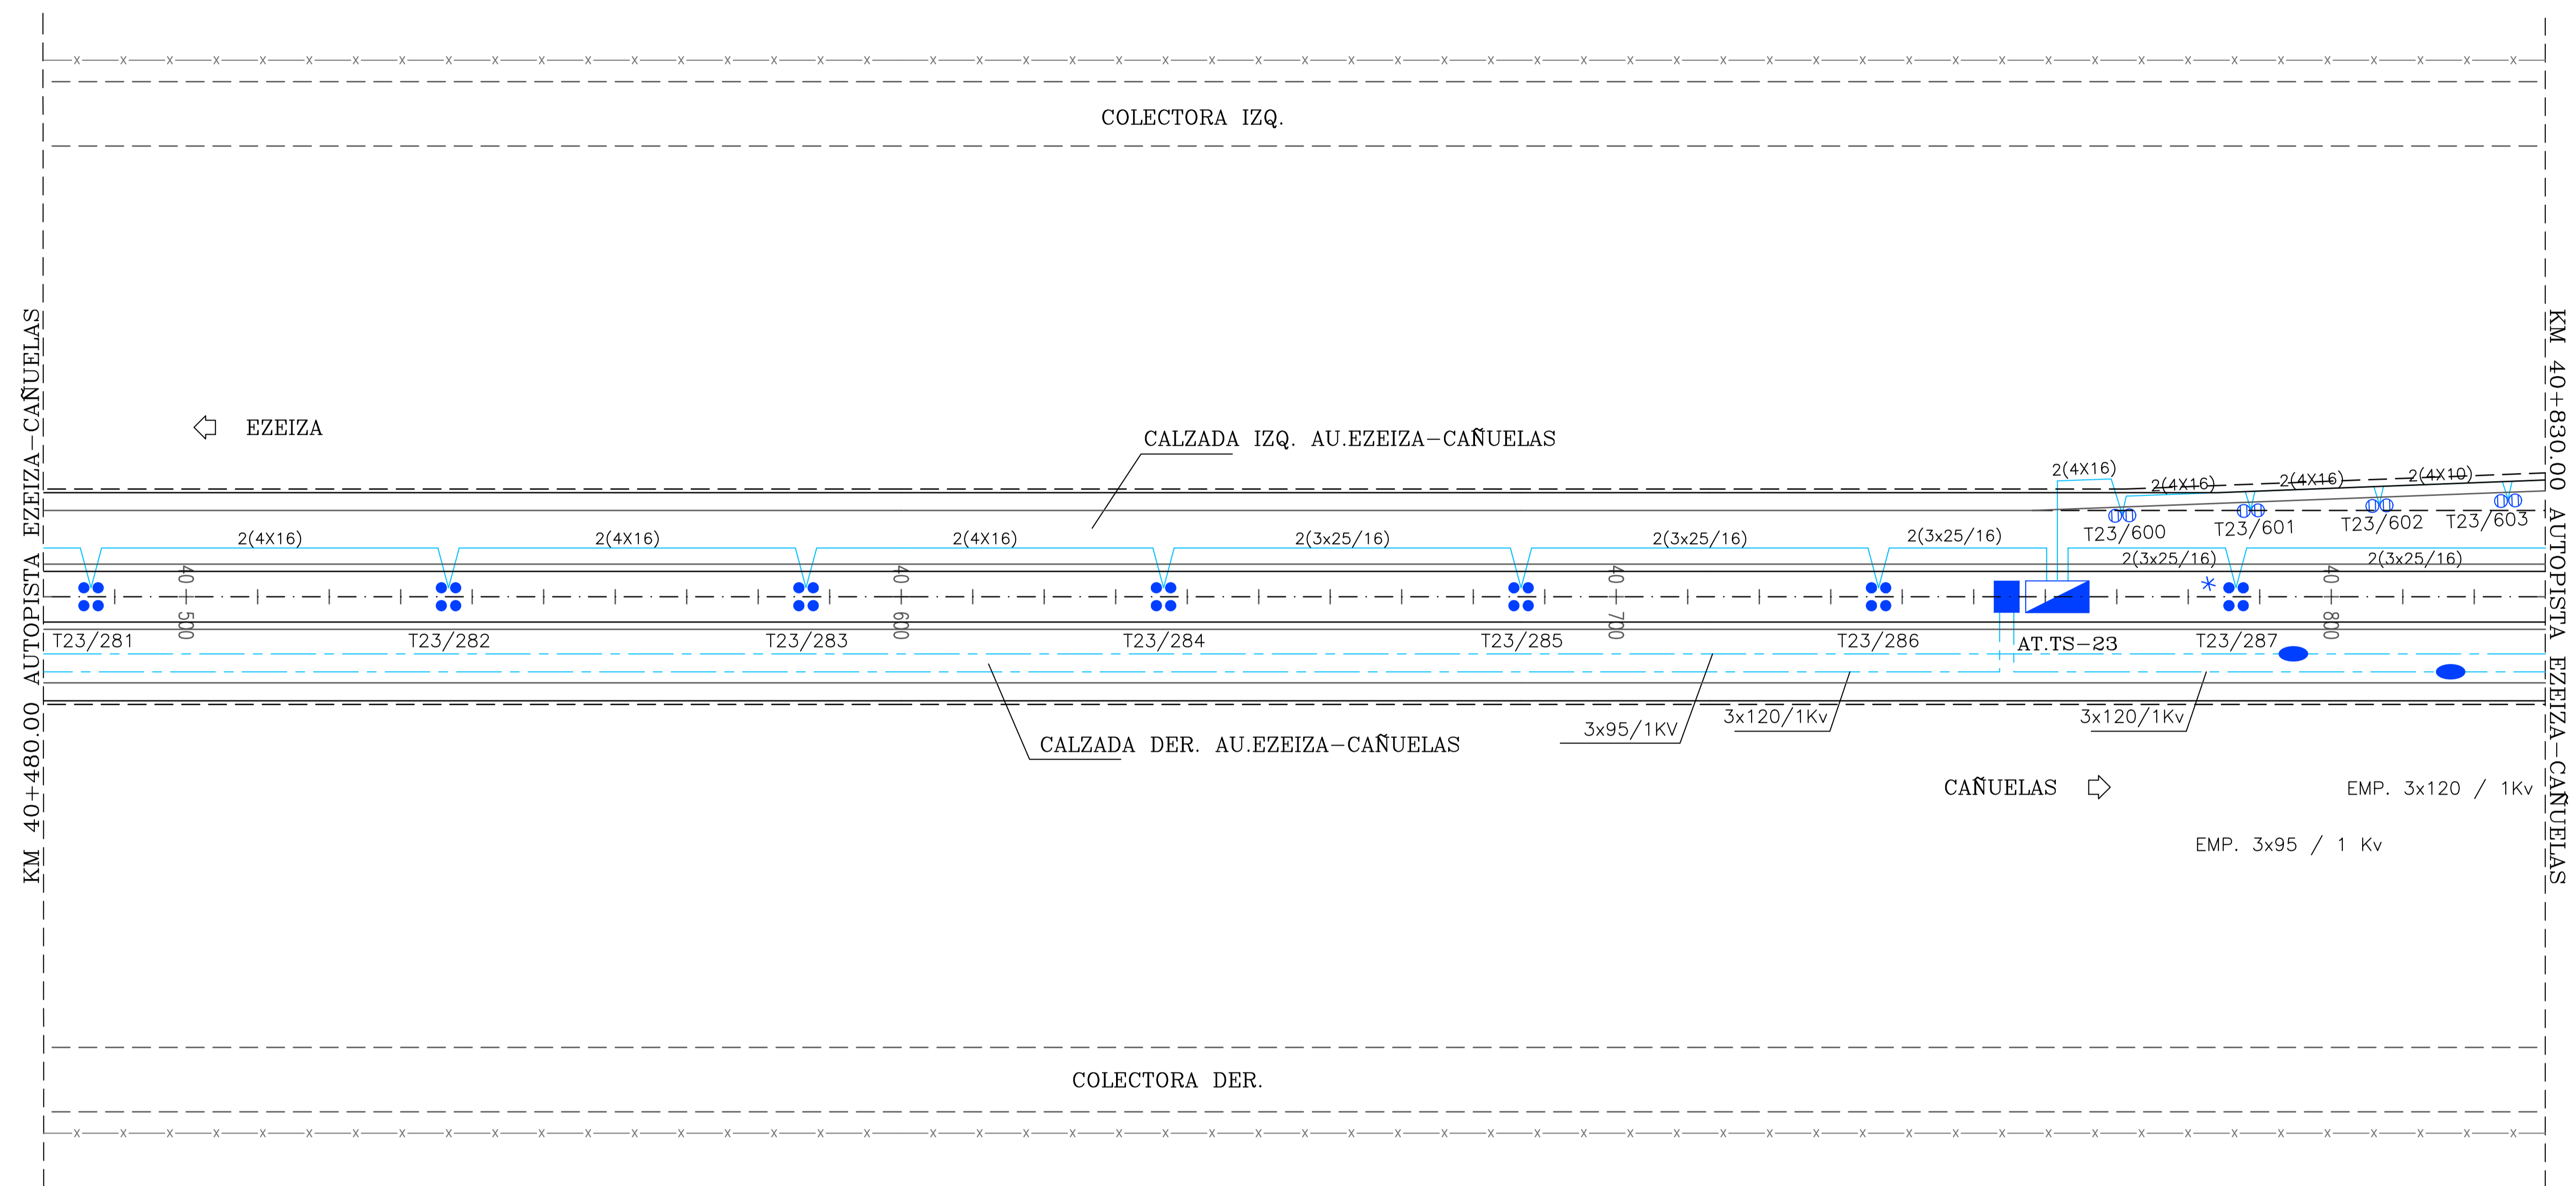 COLECTORA IZQ.
KM 40+480.00 AUTOPISTA EZEIZA-CAÑUELAS
KM 40+830.00 AUTOPISTA EZEIZA-CAÑUELAS
EZEIZA
CALZADA IZQ. AU.EZEIZA-CAÑUELAS
2(4X16)
2(4X16)
2(4X16)
2(4X10)
T23/600
T23/601
T23/602
T23/603
2(4X16)
2(4X16)
2(4X16)
2(3x25/16)
2(3x25/16)
2(3x25/16)
2(3x25/16)
2(3x25/16)
40
500
40
600
40
700
40
800
*
T23/281
T23/282
T23/283
T23/284
T23/285
T23/286
AT.TS-23
T23/287
3x95/1KV
3x120/1Kv
3x120/1Kv
CALZADA DER. AU.EZEIZA-CAÑUELAS
CAÑUELAS
EMP. 3x120 / 1Kv
EMP. 3x95 / 1 Kv
COLECTORA DER.